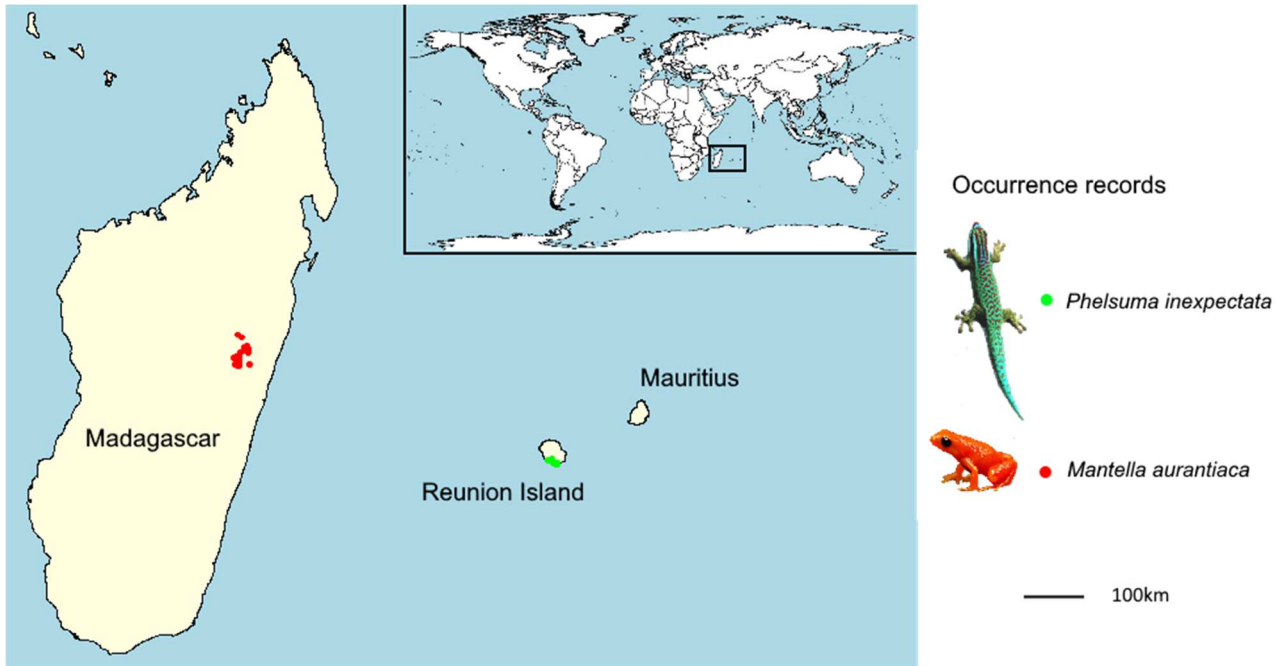 Occurrence records
Phelsuma inexpectata
Mauritius
Madagascar
Mantella aurantiaca
Reunion Island
100km